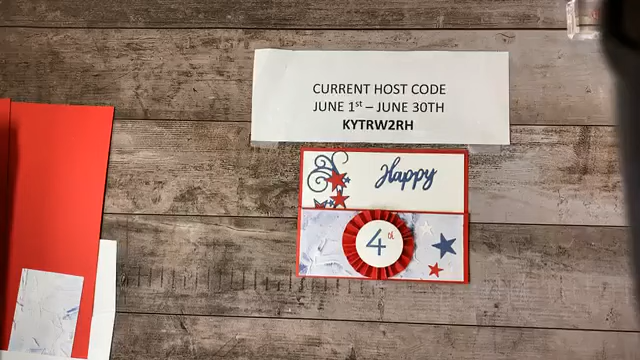 CURRENT HOST CODE
JUNE 1st – JUNE 30TH
KYTRW2RH
Happy
4th